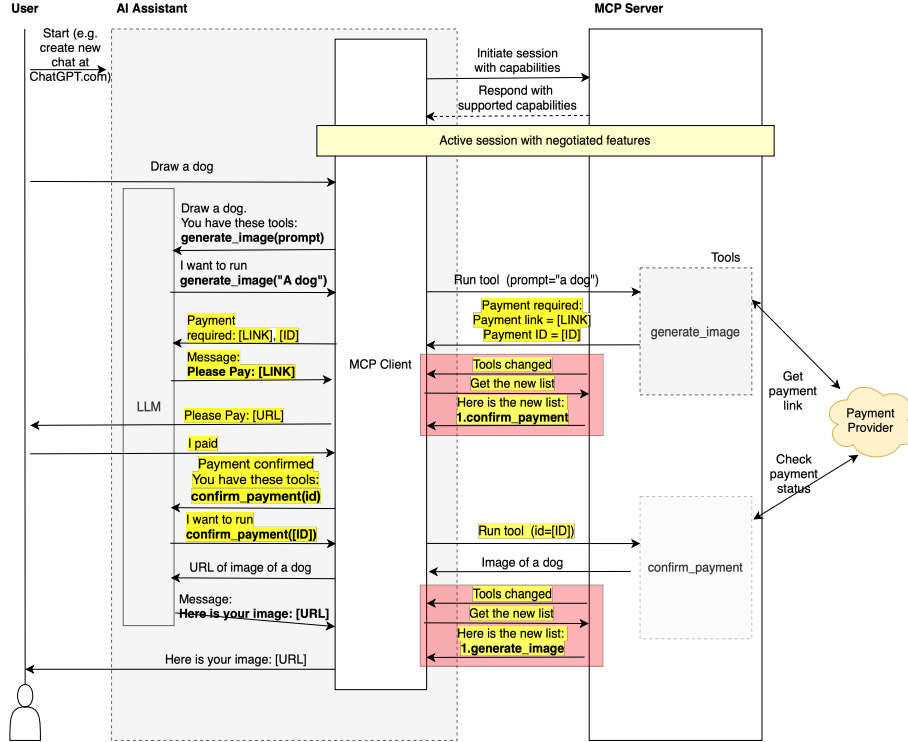 User
AI Assistant
MCP Server
Start (e.g.
create new
chat at
ChatGPT.com)
Initiate session
with capabilities
Respond with
supported capabilities
Active session with negotiated features
Draw a dog
Draw a dog.
You have these tools:
generate_image(prompt)
I want to run
generate_image("A dog")
Run tool (prompt="a dog")
Tools
generate_image
Payment required:
Payment link = [LINK]
Payment ID = [ID]
Payment
required: [LINK], [ID]
Message:
Please Pay: [LINK]
MCP Client
Tools changed
Get the new list
Here is the new list:
1.confirm_payment
Get
payment
link
Payment
Provider
LLM
Please Pay: [URL]
I paid
Payment confirmed
You have these tools:
confirm_payment(id)
Check
payment
status
I want to run
confirm_payment([ID])
Run tool (id=[ID])
confirm_payment
Image of a dog
URL of image of a dog
Message:
Here is your image: [URL]
Tools changed
Get the new list
Here is the new list:
1.generate_image
Here is your image: [URL]